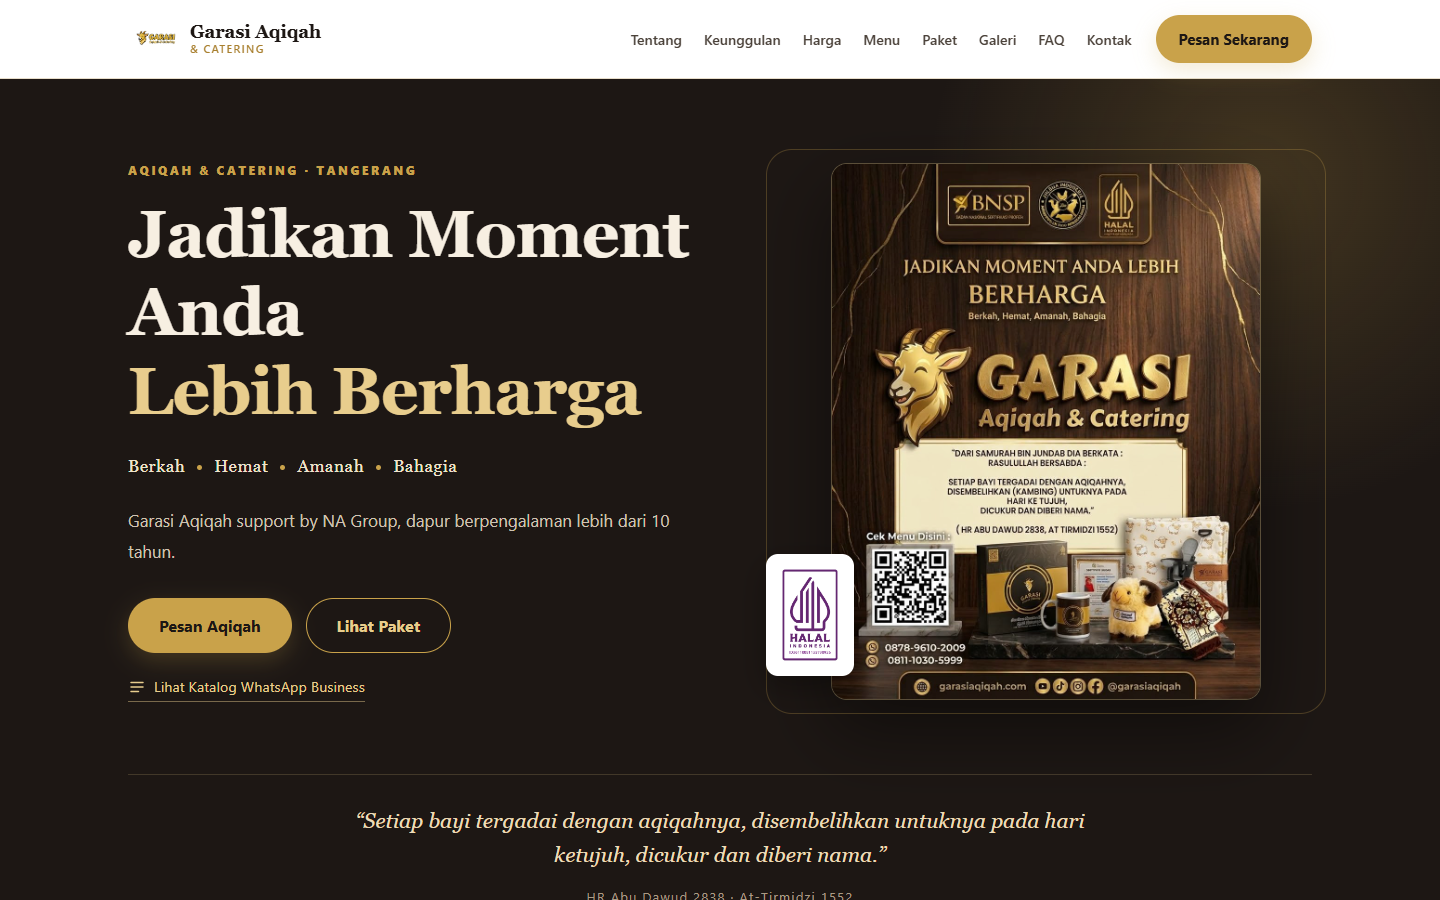 GARASI
Garasi Aqiqah
& CATERING
Tentang
Keunggulan
Harga
Menu
Paket
Galeri
FAQ
Kontak
Pesan Sekarang
AQIQAH & CATERING · TANGERANG
Jadikan Moment
Anda
Lebih Berharga
Berkah • Hemat • Amanah • Bahagia
Garasi Aqiqah support by NA Group, dapur berpengalaman lebih dari 10
tahun.
Pesan Aqiqah
Lihat Paket
Lihat Katalog WhatsApp Business
BNSP
HALAL
INDONESIA
JADIKAN MOMENT ANDA LEBIH
BERHARGA
Berkah, Hemat, Amanah, Bahagia
GARASI
Aqiqah & Catering
"DARI SAMURAH BIN JUNDAB DIA BERKATA :
RASULULLAH BERSABDA :
SETIAP BAYI TERGADAI DENGAN AQIQAHNYA,
DISEMBELIHKAN (KAMBING) UNTUKNYA PADA
HARI KE TUJUH,
DICUKUR DAN DIBERI NAMA."
( HR ABU DAWUD 2838, AT TIRMIDZI 1552)
Cek Menu Disini :
0878-9610-2009
0811-1030-5999
garasiaqiqah.com
@garasiaqiqah
HALAL
INDONESIA
“Setiap bayi tergadai dengan aqiqahnya, disembelihkan untuknya pada hari
ketujuh, dicukur dan diberi nama.”
HR Abu Dawud 2838 · At-Tirmidzi 1552